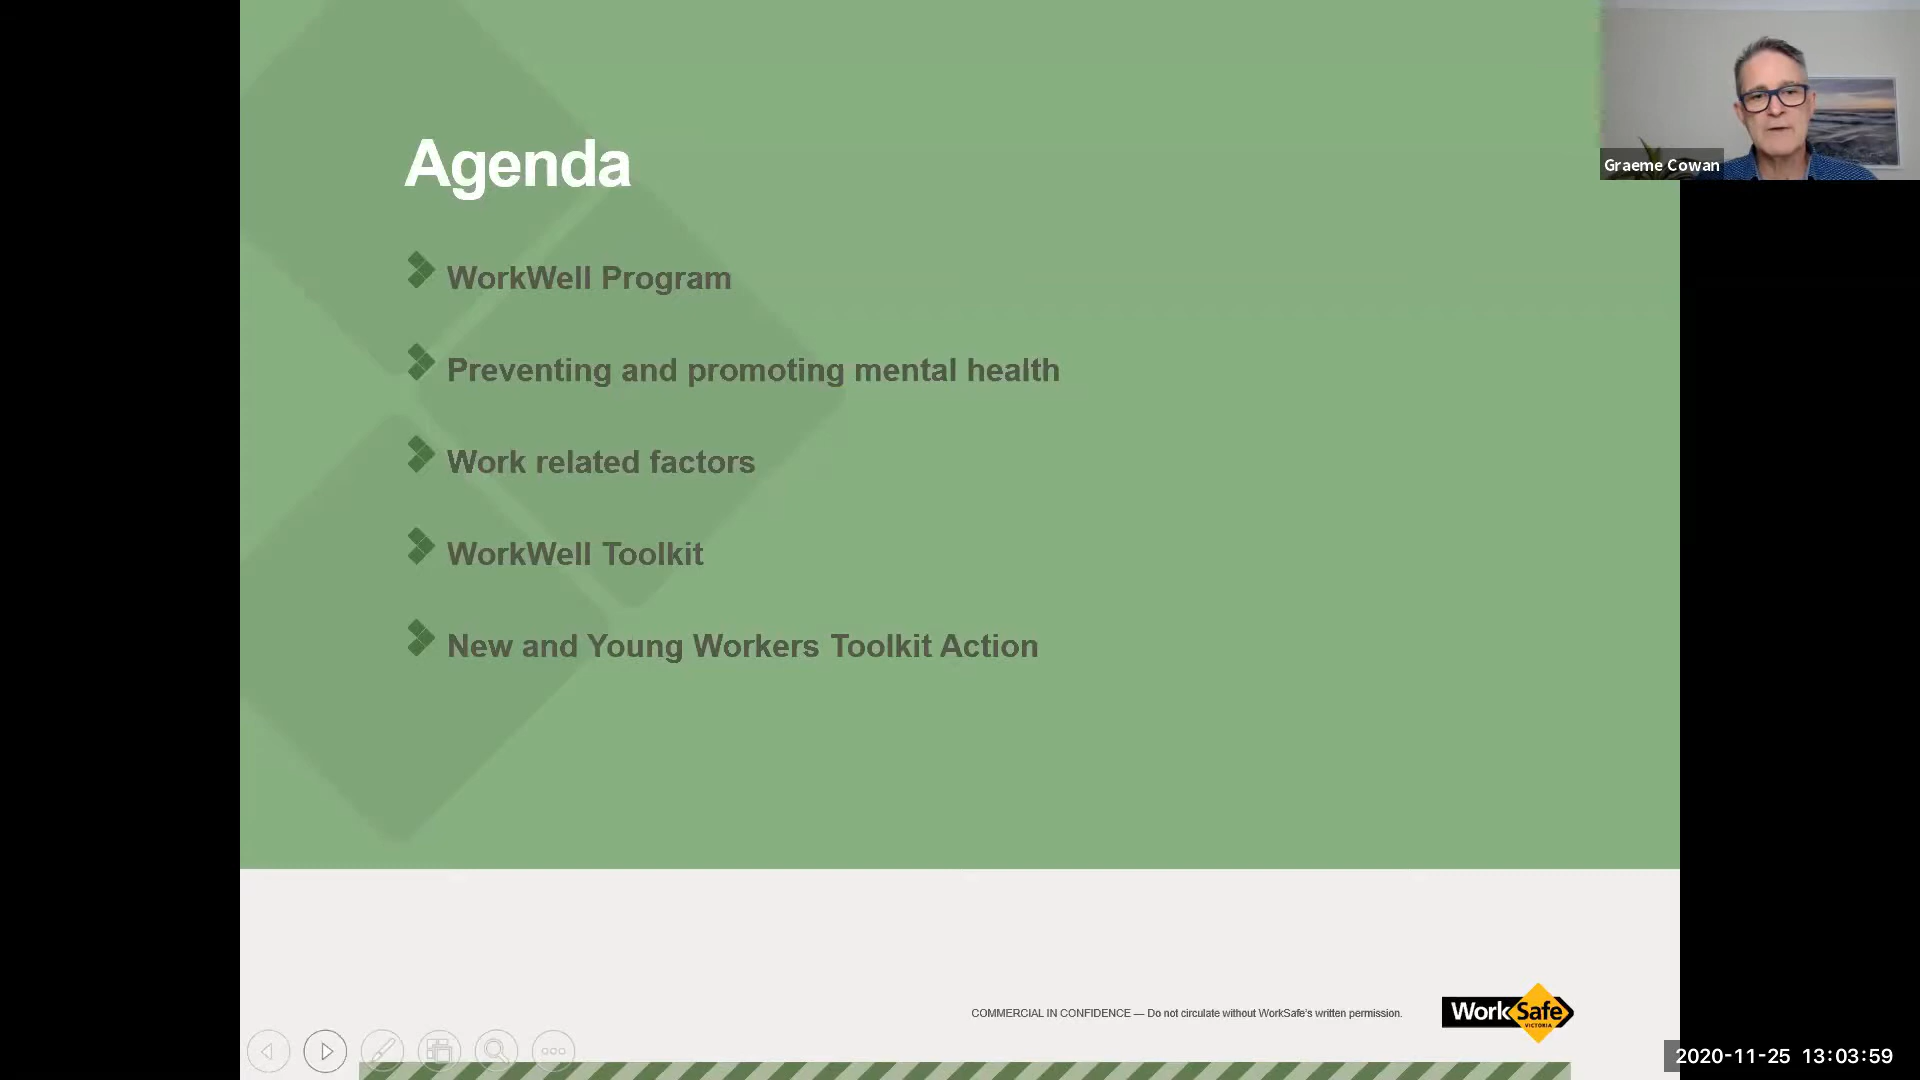 Agenda
WorkWell Program
Preventing and promoting mental health
Work related factors
WorkWell Toolkit
New and Young Workers Toolkit Action
Graeme Cowan
COMMERCIAL IN CONFIDENCE — Do not circulate without WorkSafe's written permission.
WorkSafe
VICTORIA
2020-11-25 13:03:59